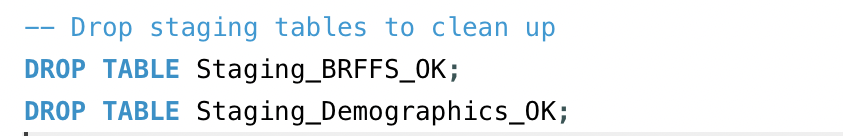 -- Drop staging tables to clean up
DROP TABLE Staging_BRFFS_OK;
DROP TABLE Staging_Demographics_OK;